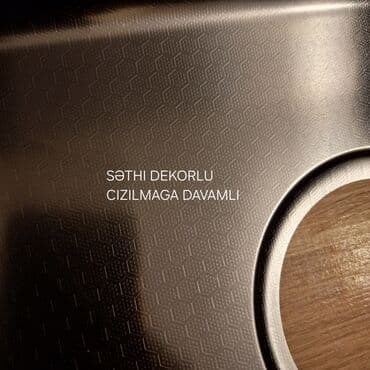 SƏTHI DEKORLU
CIZILMAGA DAVAMLI